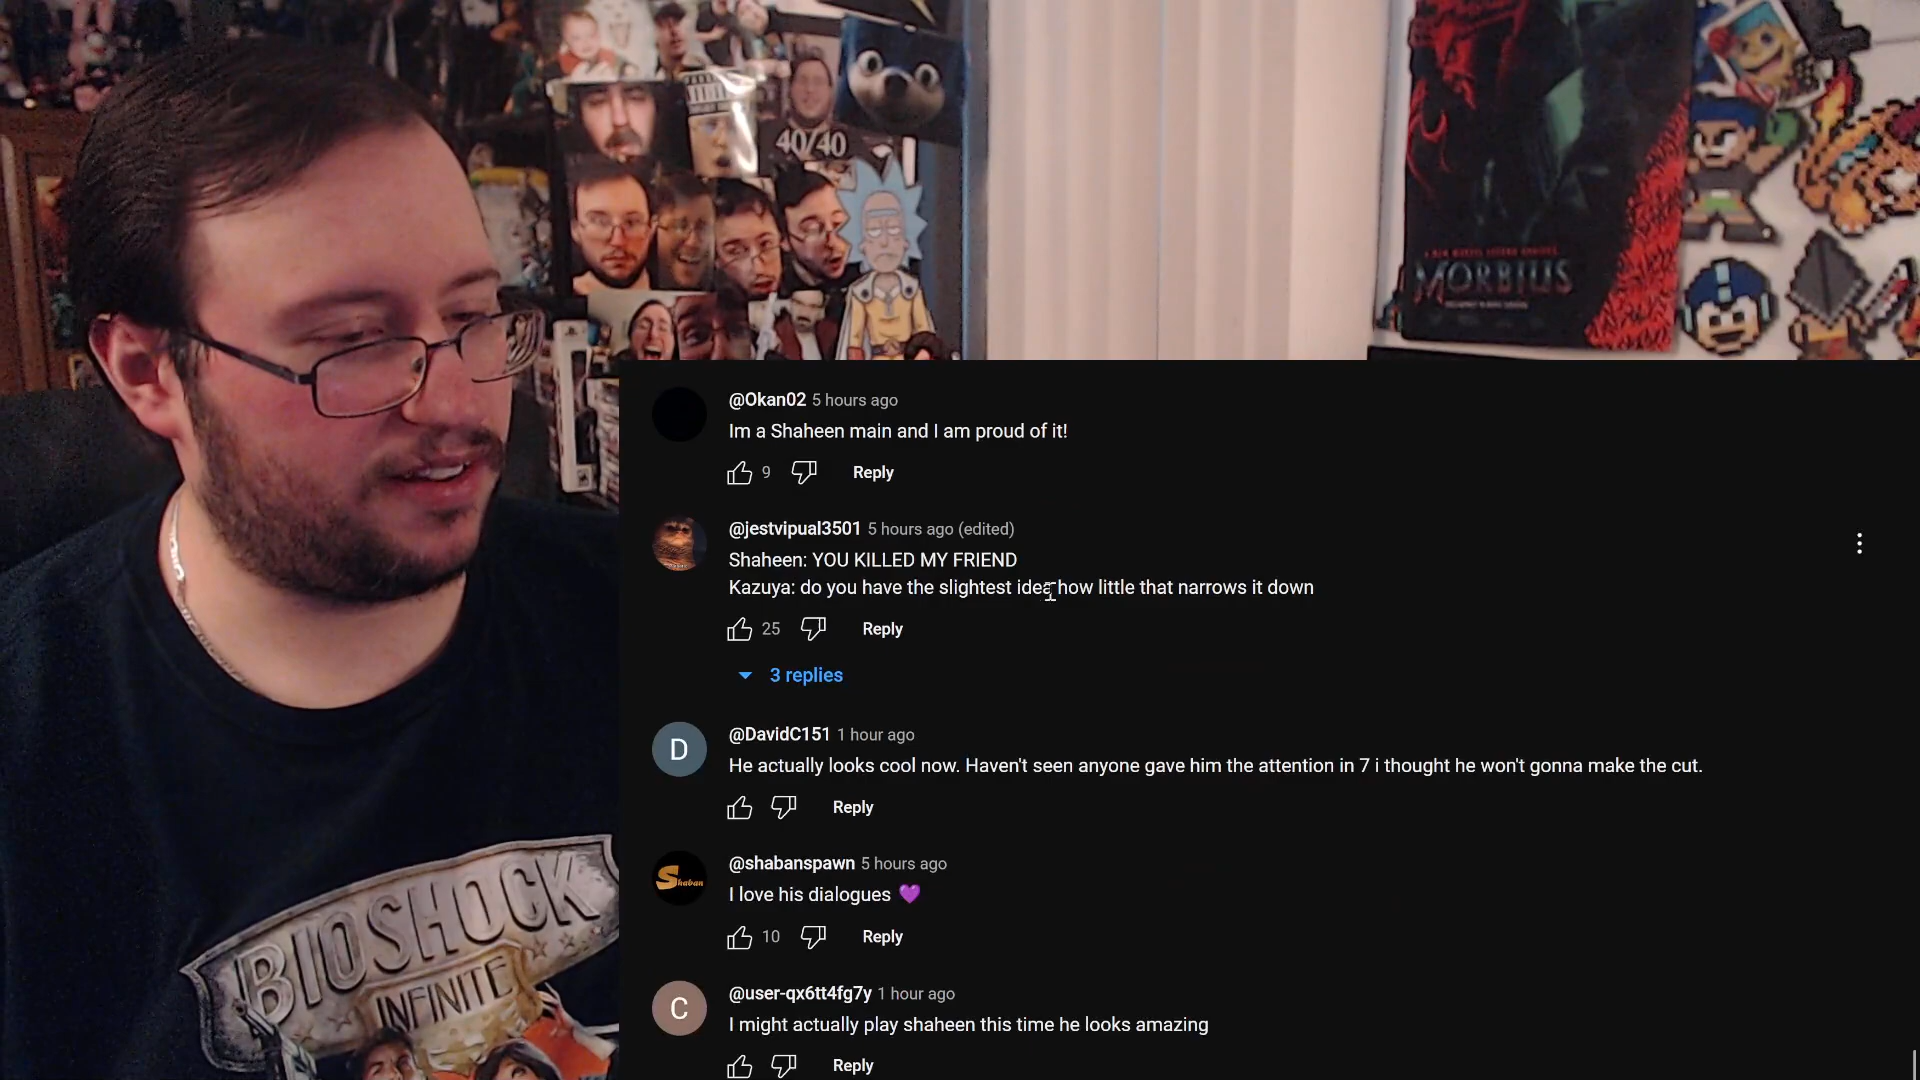 40/40
MORBIUS
@Okan02 5 hours ago
Im a Shaheen main and I am proud of it!
9 Reply
@jestvipual3501 5 hours ago (edited)
Shaheen: YOU KILLED MY FRIEND
Kazuya: do you have the slightest idea how little that narrows it down
25 Reply
3 replies
D
@DavidC151 1 hour ago
He actually looks cool now. Haven't seen anyone gave him the attention in 7 i thought he won't gonna make the cut.
Reply
Shaban
@shabanspawn 5 hours ago
I love his dialogues 💜
10 Reply
C
@user-qx6tt4fg7y 1 hour ago
I might actually play shaheen this time he looks amazing
Reply
BIOSHOCK
INFINITE